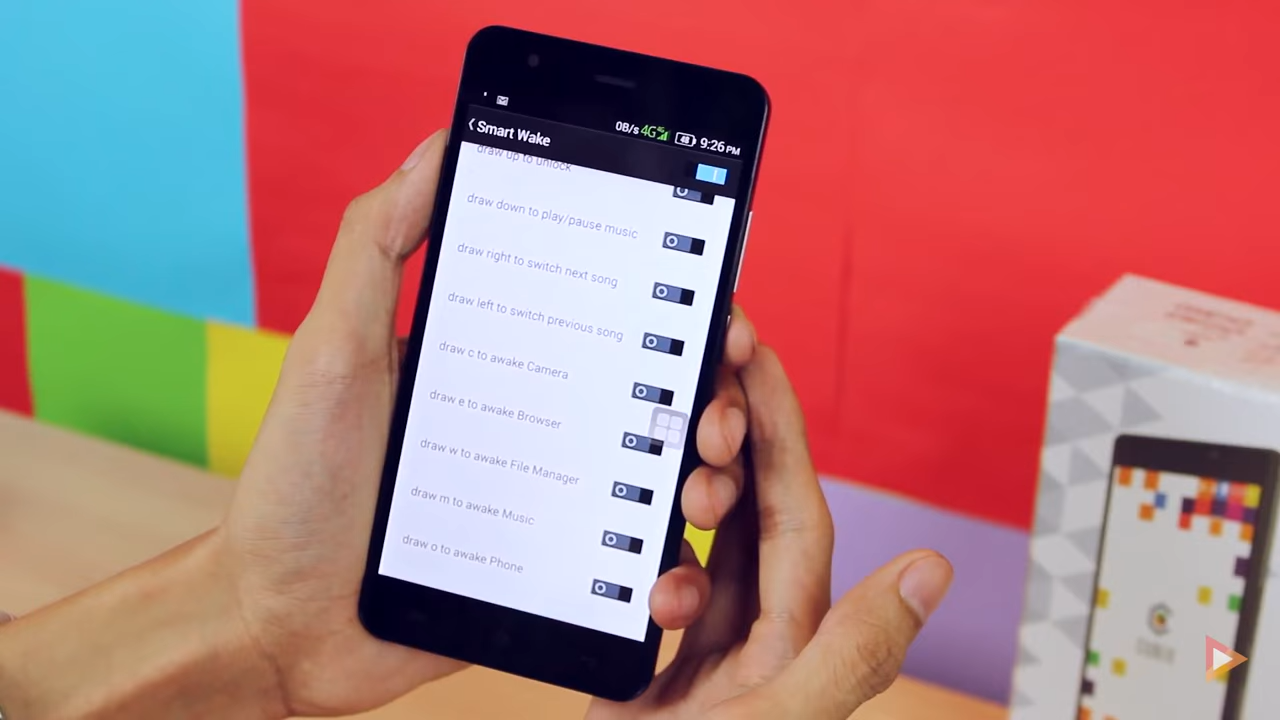 0B/s 4G 4G 48 9:26 PM
Smart Wake
draw up to unlock
draw down to play/pause music
draw right to switch next song
draw left to switch previous song
draw c to awake Camera
draw e to awake Browser
draw w to awake File Manager
draw m to awake Music
draw o to awake Phone